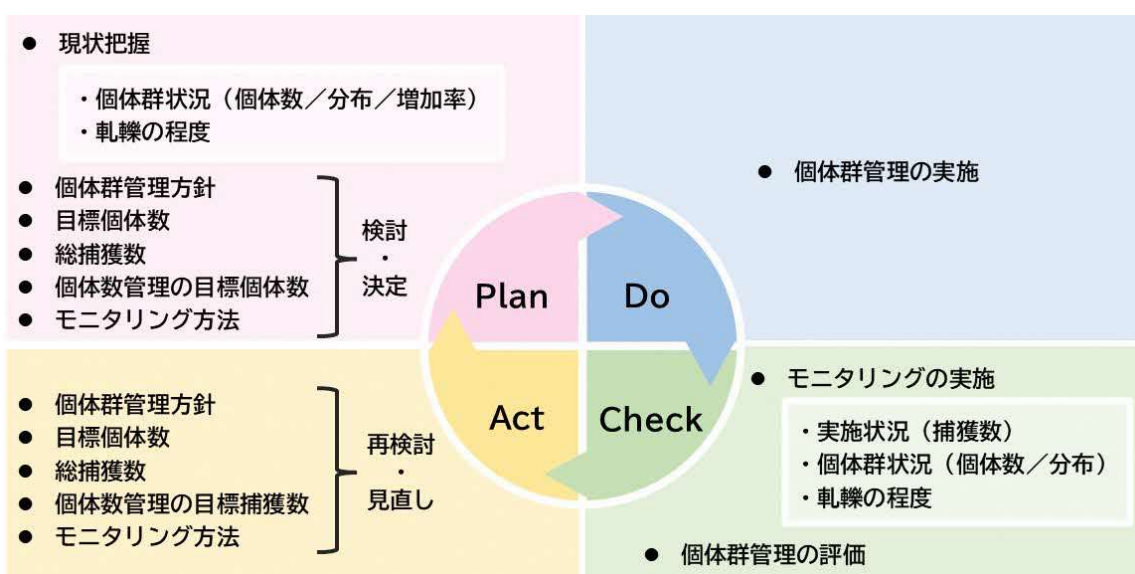 ● 現状把握
・個体群状況（個体数／分布／増加率）
・軋轢の程度
● 個体群管理方針
● 目標個体数
● 総捕獲数
● 個体数管理の目標個体数
● モニタリング方法
検討
・
決定
Plan
● 個体群管理の実施
Do
● モニタリングの実施
・実施状況（捕獲数）
・個体群状況（個体数／分布）
・軋轢の程度
● 個体群管理の評価
Check
● 個体群管理方針
● 目標個体数
● 総捕獲数
● 個体数管理の目標捕獲数
● モニタリング方法
再検討
・
見直し
Act